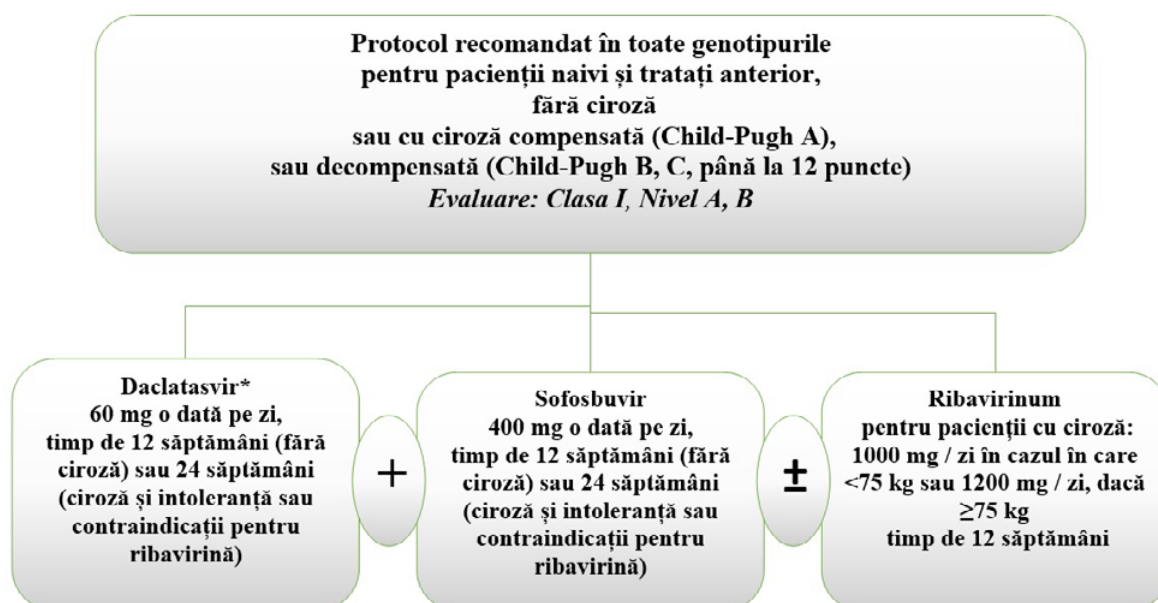 Protocol recomandat în toate genotipurile
pentru pacienții naivi și tratați anterior,
fără ciroză
sau cu ciroză compensată (Child-Pugh A),
sau decompensată (Child-Pugh B, C, până la 12 puncte)
Evaluare: Clasa I, Nivel A, B
Daclatasvir*
60 mg o dată pe zi,
timp de 12 săptămâni (fără
ciroză) sau 24 săptămâni
(ciroză și intoleranță sau
contraindicații pentru
ribavirină)
+
Sofosbuvir
400 mg o dată pe zi,
timp de 12 săptămâni (fără
ciroză) sau 24 săptămâni
(ciroză și intoleranță sau
contraindicații pentru
ribavirină)
±
Ribavirinum
pentru pacienții cu ciroză:
1000 mg / zi în cazul în care
<75 kg sau 1200 mg / zi, dacă
≥75 kg
timp de 12 săptămâni